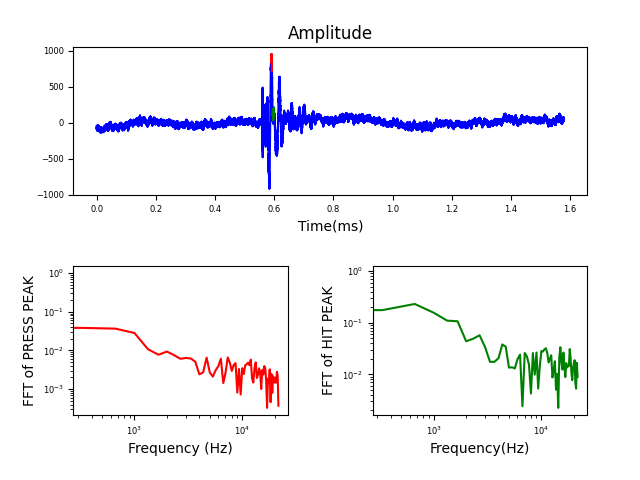 Amplitude
1000
500
0
−500
−1000
0.0 0.2 0.4 0.6 0.8 1.0 1.2 1.4 1.6
Time(ms)
FFT of PRESS PEAK
10⁰
10⁻¹
10⁻²
10⁻³
10³ 10⁴
Frequency (Hz)
FFT of HIT PEAK
10⁰
10⁻¹
10⁻²
10³ 10⁴
Frequency(Hz)